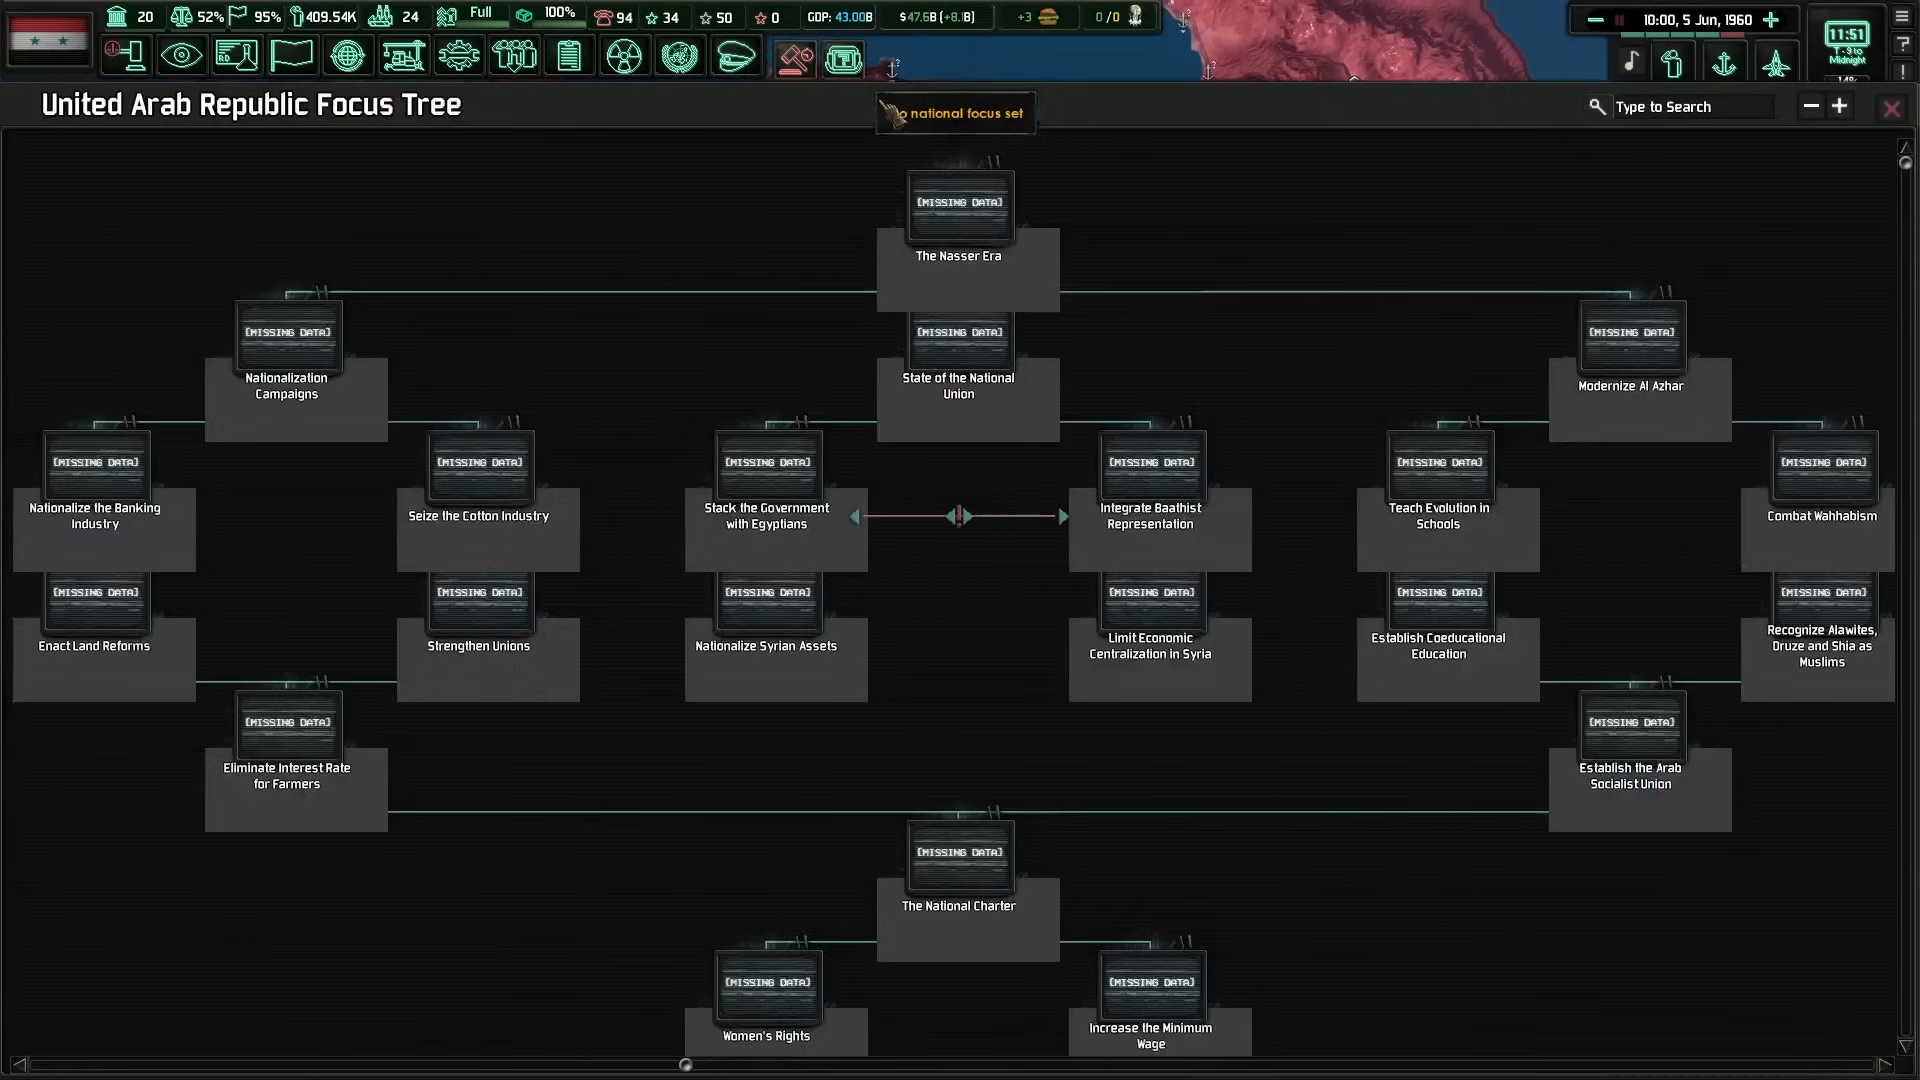 20 52% 95% 409.54K 24 Full 100% 94 34 50 0 GDP: 43.00B $47.6B (+8.1B) +3 0/0 10:00, 5 Jun, 1960
11:51
Midnight
14%
United Arab Republic Focus Tree
o national focus set
Type to Search
[MISSING DATA]
The Nasser Era
[MISSING DATA]
Nationalization
Campaigns
[MISSING DATA]
State of the National
Union
[MISSING DATA]
Modernize Al Azhar
[MISSING DATA]
Nationalize the Banking
Industry
[MISSING DATA]
Seize the Cotton Industry
[MISSING DATA]
Stack the Government
with Egyptians
[MISSING DATA]
Integrate Baathist
Representation
[MISSING DATA]
Teach Evolution in
Schools
[MISSING DATA]
Combat Wahhabism
[MISSING DATA]
Enact Land Reforms
[MISSING DATA]
Strengthen Unions
[MISSING DATA]
Nationalize Syrian Assets
[MISSING DATA]
Limit Economic
Centralization in Syria
[MISSING DATA]
Establish Coeducational
Education
[MISSING DATA]
Recognize Alawites,
Druze and Shia as
Muslims
[MISSING DATA]
Eliminate Interest Rate
for Farmers
[MISSING DATA]
Establish the Arab
Socialist Union
[MISSING DATA]
The National Charter
[MISSING DATA]
Women's Rights
[MISSING DATA]
Increase the Minimum
Wage